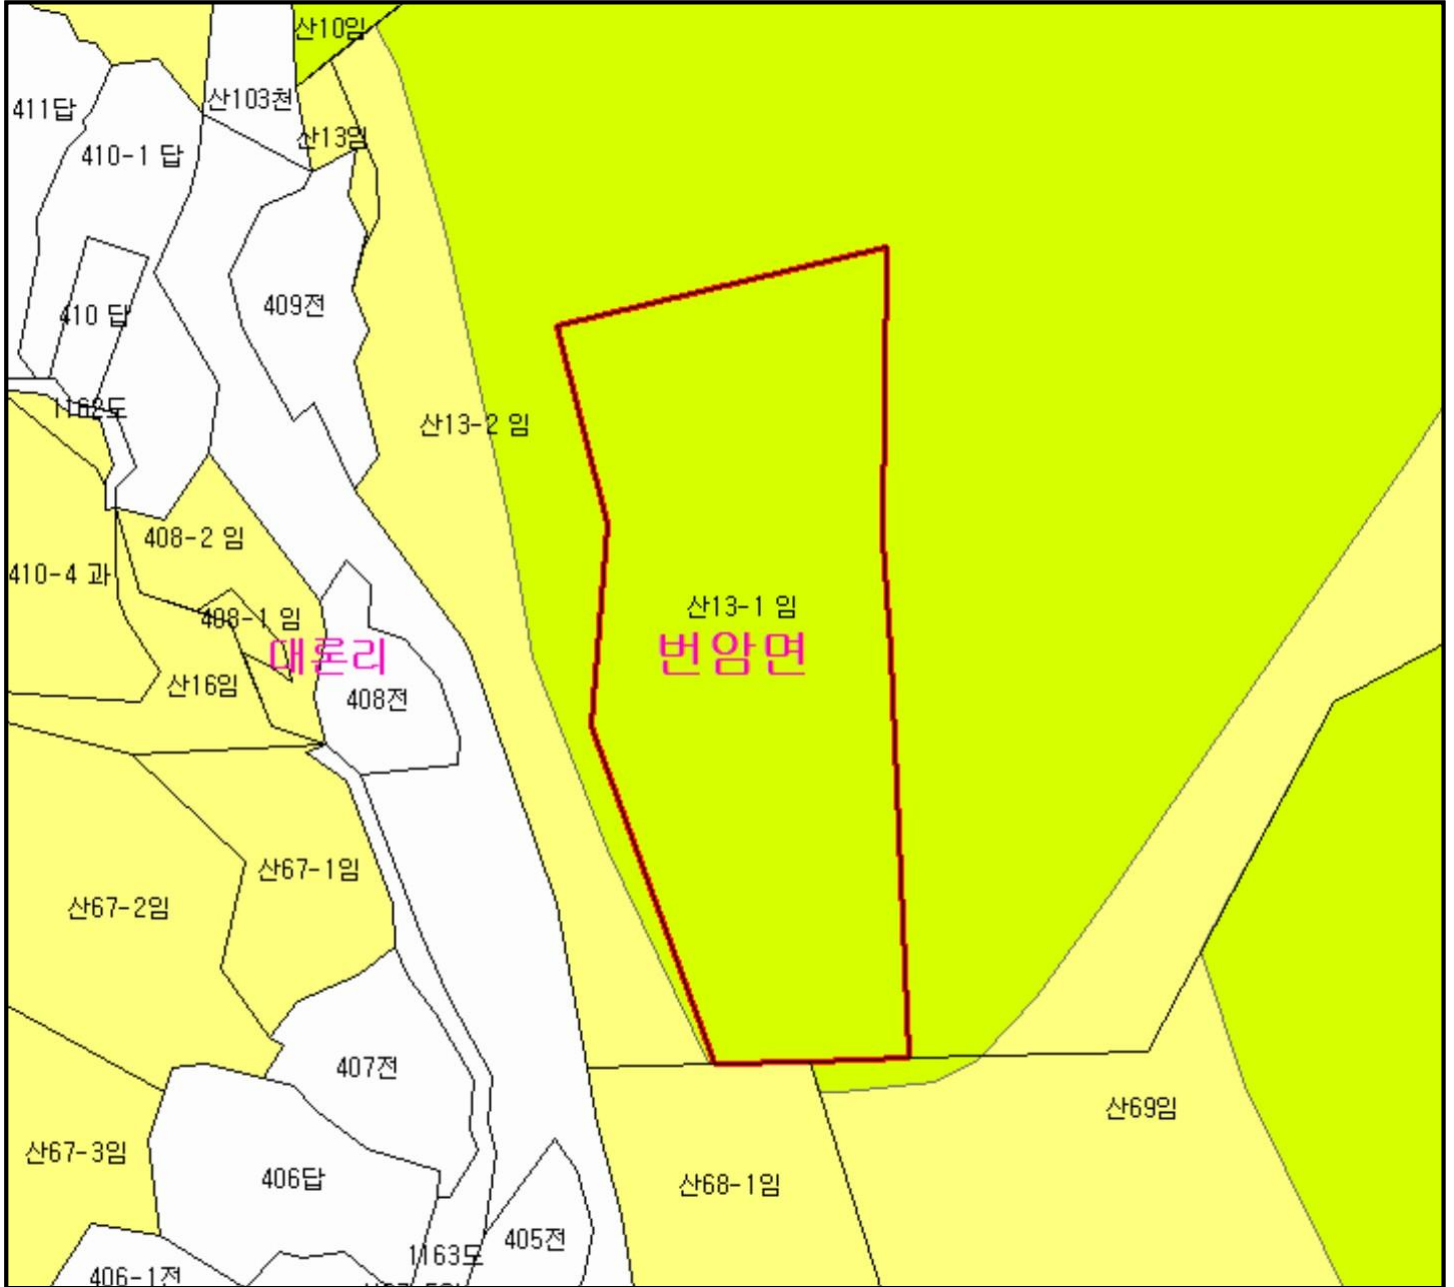 산10임
산103천
411답
산13임
410-1 답
409전
410 답
1162도
산13-2 임
408-2 임
410-4 과
산13-1 임
408-1 임
대론리
번암면
산16임
408전
산67-1임
산67-2임
407전
산69임
산67-3임
406답
산68-1임
405전
1163도
406-1전